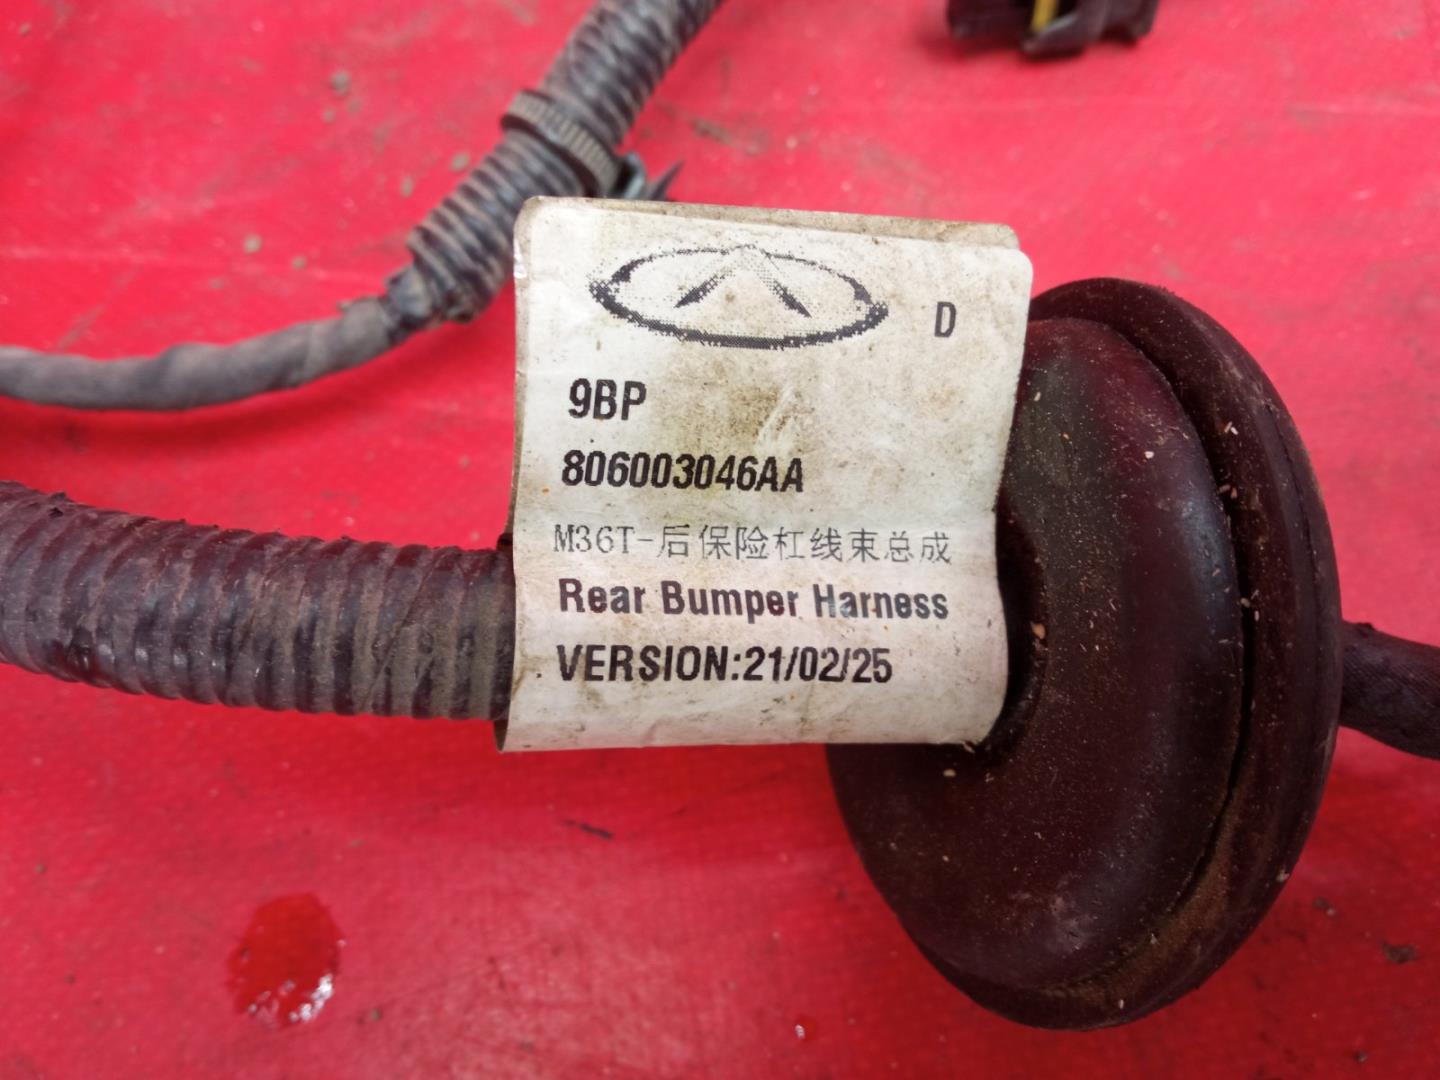 D
9BP
806003046AA
M36T-后保险杠线束总成
Rear Bumper Harness
VERSION:21/02/25